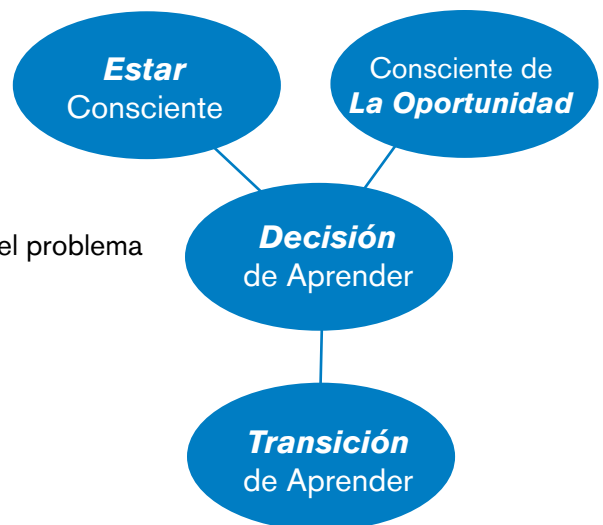 Estar
Consciente
Consciente de
La Oportunidad
el problema
Decisión
de Aprender
Transición
de Aprender